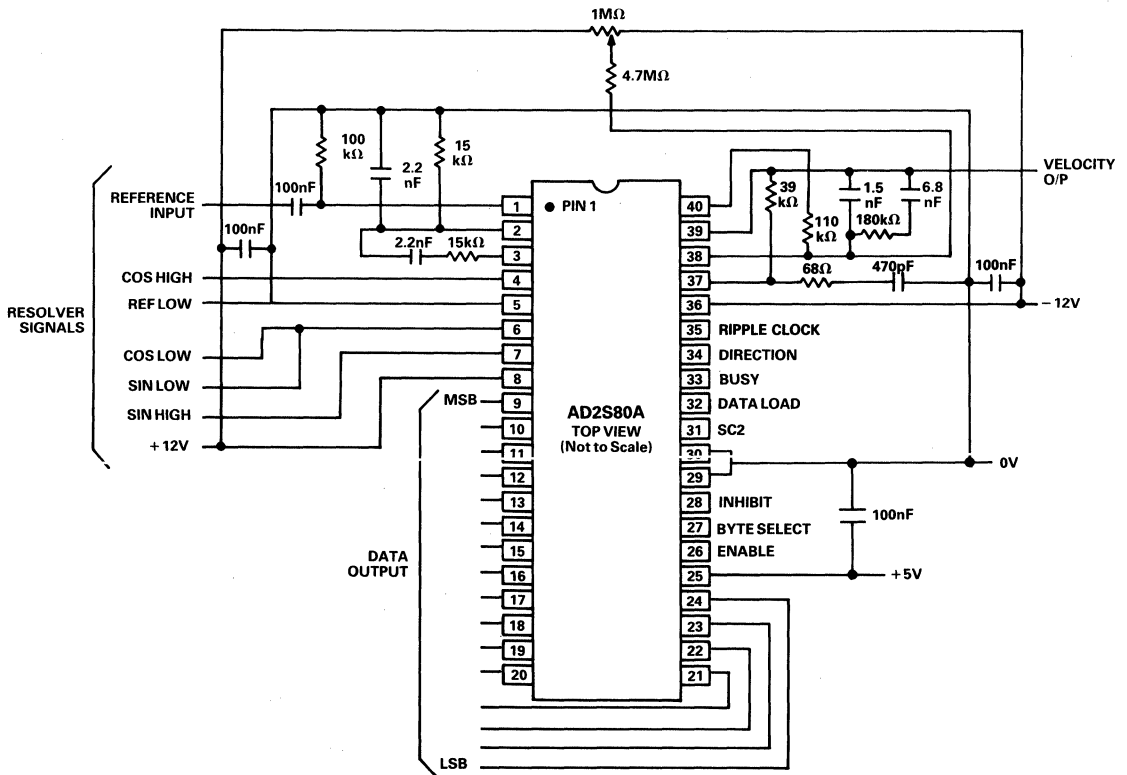 1MΩ
4.7MΩ
100
kΩ
2.2
nF
15
kΩ
VELOCITY
O/P
REFERENCE
INPUT
100nF
100nF
2.2nF
15kΩ
39
kΩ
110
kΩ
1.5
nF
6.8
nF
180kΩ
68Ω
470pF
100nF
−12V
RESOLVER
SIGNALS
COS HIGH
REF LOW
COS LOW
SIN LOW
SIN HIGH
+12V
PIN 1
AD2S80A
TOP VIEW
(Not to Scale)
1
2
3
4
5
6
7
8
MSB
9
10
11
12
13
14
15
16
17
18
19
20
DATA
OUTPUT
LSB
40
39
38
37
36
35 RIPPLE CLOCK
34 DIRECTION
33 BUSY
32 DATA LOAD
31 SC2
30
29
0V
28 INHIBIT
27 BYTE SELECT
26 ENABLE
100nF
25
+5V
24
23
22
21